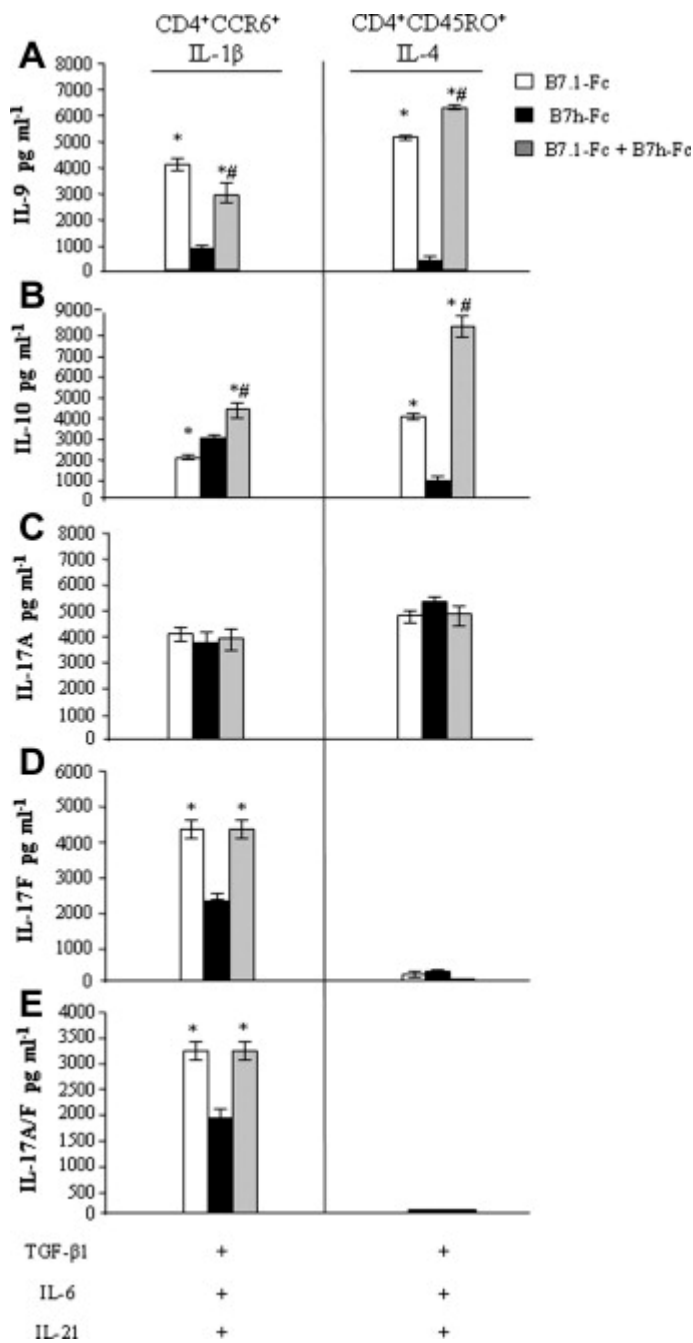 CD4⁺CCR6⁺ CD4⁺CD45RO⁺
IL-1β IL-4
A
B7.1-Fc
B7h-Fc
B7.1-Fc + B7h-Fc
IL-9 pg ml⁻¹
8000
7000
6000
5000
4000
3000
2000
1000
0
* *# * *#
B
IL-10 pg ml⁻¹
9000
8000
7000
6000
5000
4000
3000
2000
1000
0
* *# * *#
C
IL-17A pg ml⁻¹
8000
7000
6000
5000
4000
3000
2000
1000
0
D
IL-17F pg ml⁻¹
6000
5000
4000
3000
2000
1000
0
* *
E
IL-17A/F pg ml⁻¹
4000
3500
3000
2500
2000
1500
1000
500
0
* *
TGF-β1 + +
IL-6 + +
IL-21 + +